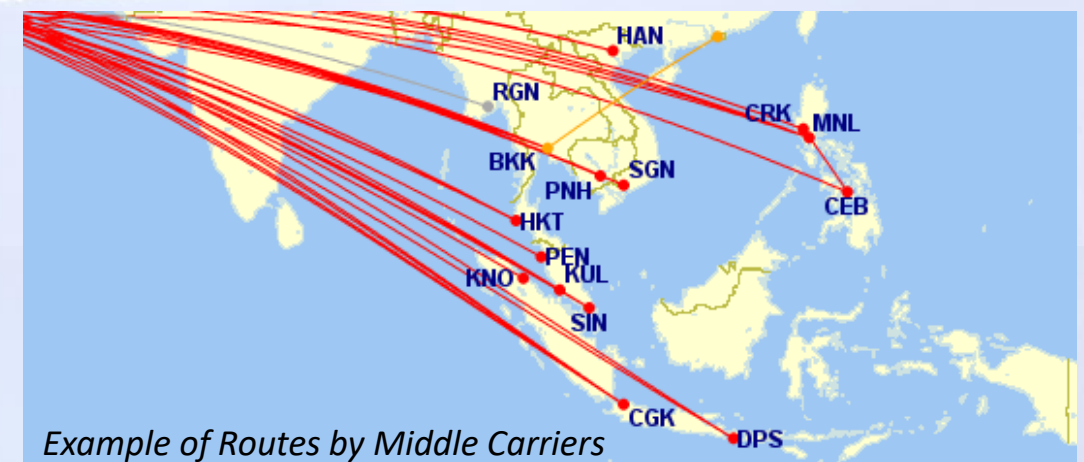 HAN
RGN
CRK
MNL
BKK
SGN
PNH
CEB
HKT
PEN
KNO
KUL
SIN
CGK
DPS
Example of Routes by Middle Carriers